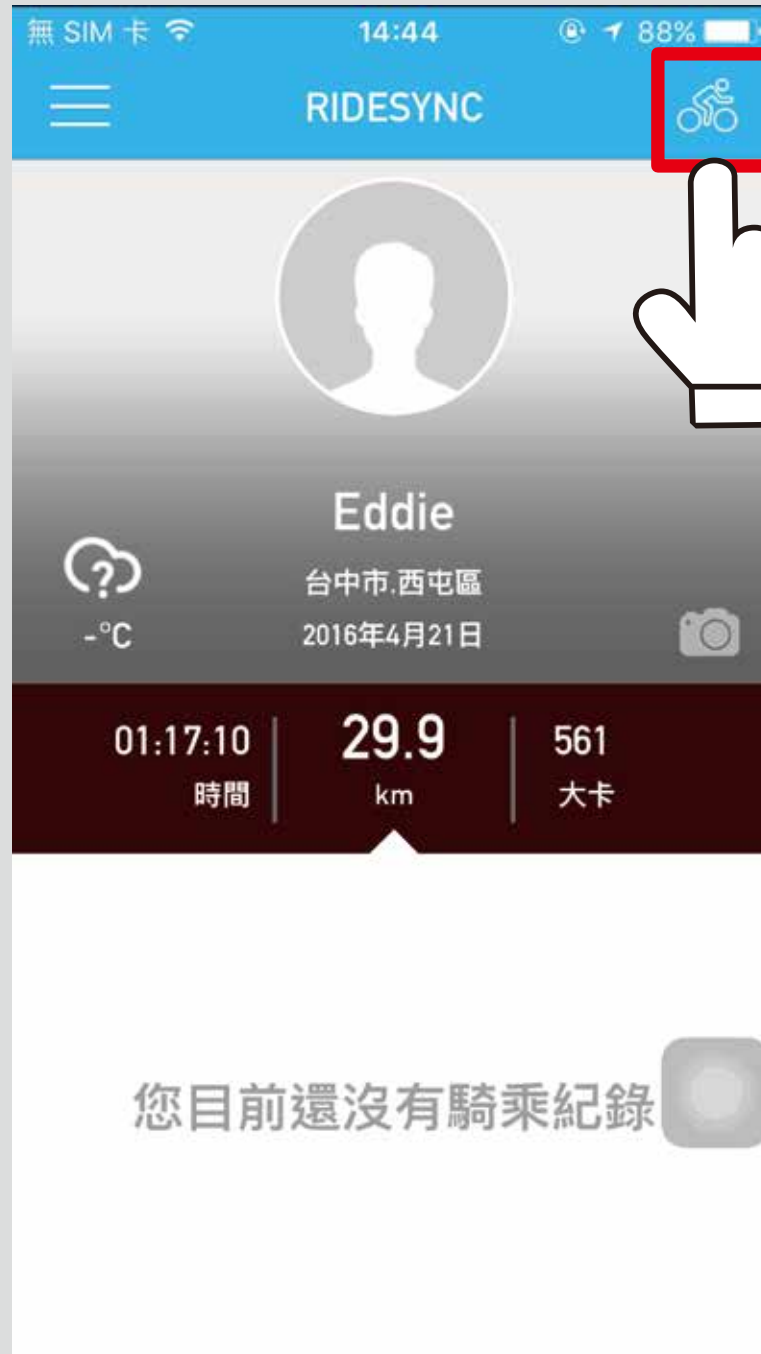 無 SIM 卡 14:44 88%
RIDESYNC
Eddie
台中市.西屯區
-°C 2016年4月21日
01:17:10 29.9 561
時間 km 大卡
您目前還沒有騎乘紀錄